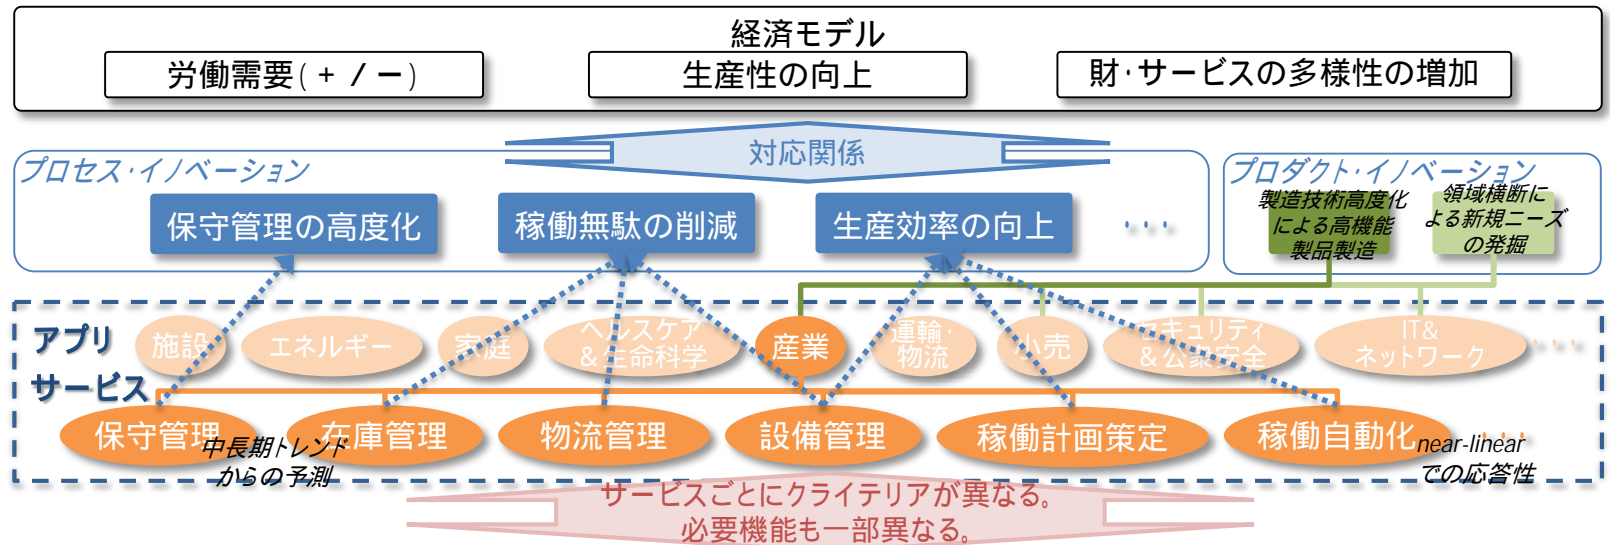 経済モデル
労働需要( + / ー )
生産性の向上
財･サービスの多様性の増加
対応関係
プロセス･イノベーション
プロダクト･イノベーション
保守管理の高度化
稼働無駄の削減
生産効率の向上
・・・・
製造技術高度化
による高機能
製品製造
領域横断に
よる新規ニーズ
の発掘
アプリ
施設
エネルギー
家庭
ヘルスケア
&生命科学
産業
運輸･
物流
小売
セキュリティ
&公衆安全
IT&
ネットワーク
・・・・
サービス
保守管理
在庫管理
物流管理
設備管理
稼働計画策定
稼働自動化
・・・・
中長期トレンド
からの予測
near-linear
での応答性
サービスごとにクライテリアが異なる。
必要機能も一部異なる。